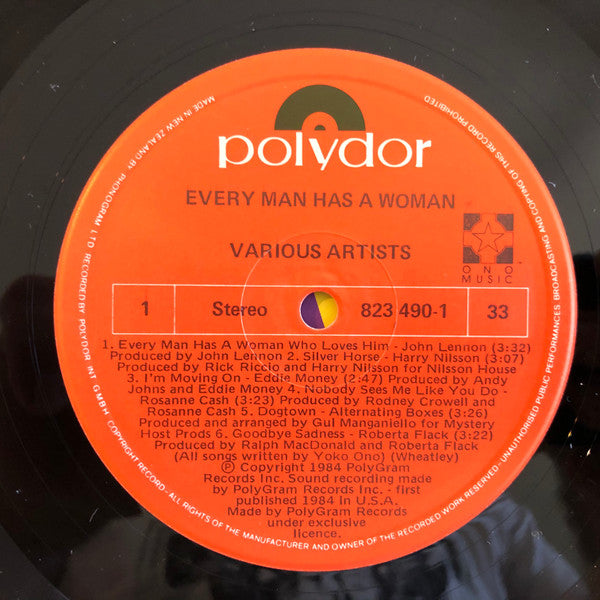 polydor
EVERY MAN HAS A WOMAN
VARIOUS ARTISTS
ONO
MUSIC
1 Stereo 823 490-1 33
1. Every Man Has A Woman Who Loves Him - John Lennon (3:32)
Produced by John Lennon 2. Silver Horse - Harry Nilsson (3:07)
Produced by Rick Riccio and Harry Nilsson for Nilsson House
3. I'm Moving On - Eddie Money (2:47) Produced by Andy
Johns and Eddie Money 4. Nobody Sees Me Like You Do -
Rosanne Cash (3:23) Produced by Rodney Crowell and
Rosanne Cash 5. Dogtown - Alternating Boxes (3:26)
Produced and arranged by Gul Manganiello for Mystery
Host Prods 6. Goodbye Sadness - Roberta Flack (3:22)
Produced by Ralph MacDonald and Roberta Flack
(All songs written by Yoko Ono) (Wheatley)
Ⓟ Copyright 1984 PolyGram
Records Inc. Sound recording made
by PolyGram Records Inc. - first
published 1984 in U.S.A.
Made by PolyGram Records
under exclusive
licence.
MADE IN NEW ZEALAND BY PHONOGRAM LTD RECORDED BY POLYDOR INT. GMBH COPYRIGHT RECORD - ALL RIGHTS OF THE MANUFACTURER AND OWNER OF THE RECORDED WORK RESERVED - UNAUTHORISED PUBLIC PERFORMANCES BROADCASTING AND COPYING OF THIS RECORD PROHIBITED